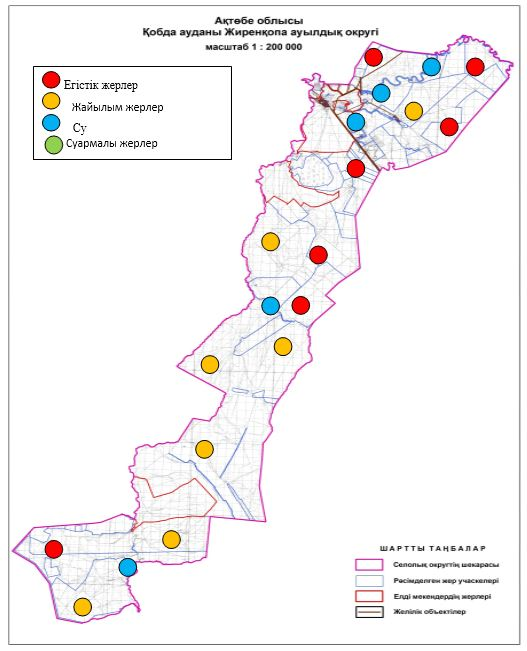 Ақтөбе облысы
Қобда ауданы Жиренқопа ауылдық округі
масштаб 1 : 200 000
Егістік жерлер
Жайылым жерлер
Су
Суармалы жерлер
ШАРТТЫ ТАҢБАЛАР
Селолық округтің шекарасы
Рәсімделген жер учаскелері
Елді мекендердің жерлері
Желілік объектілер